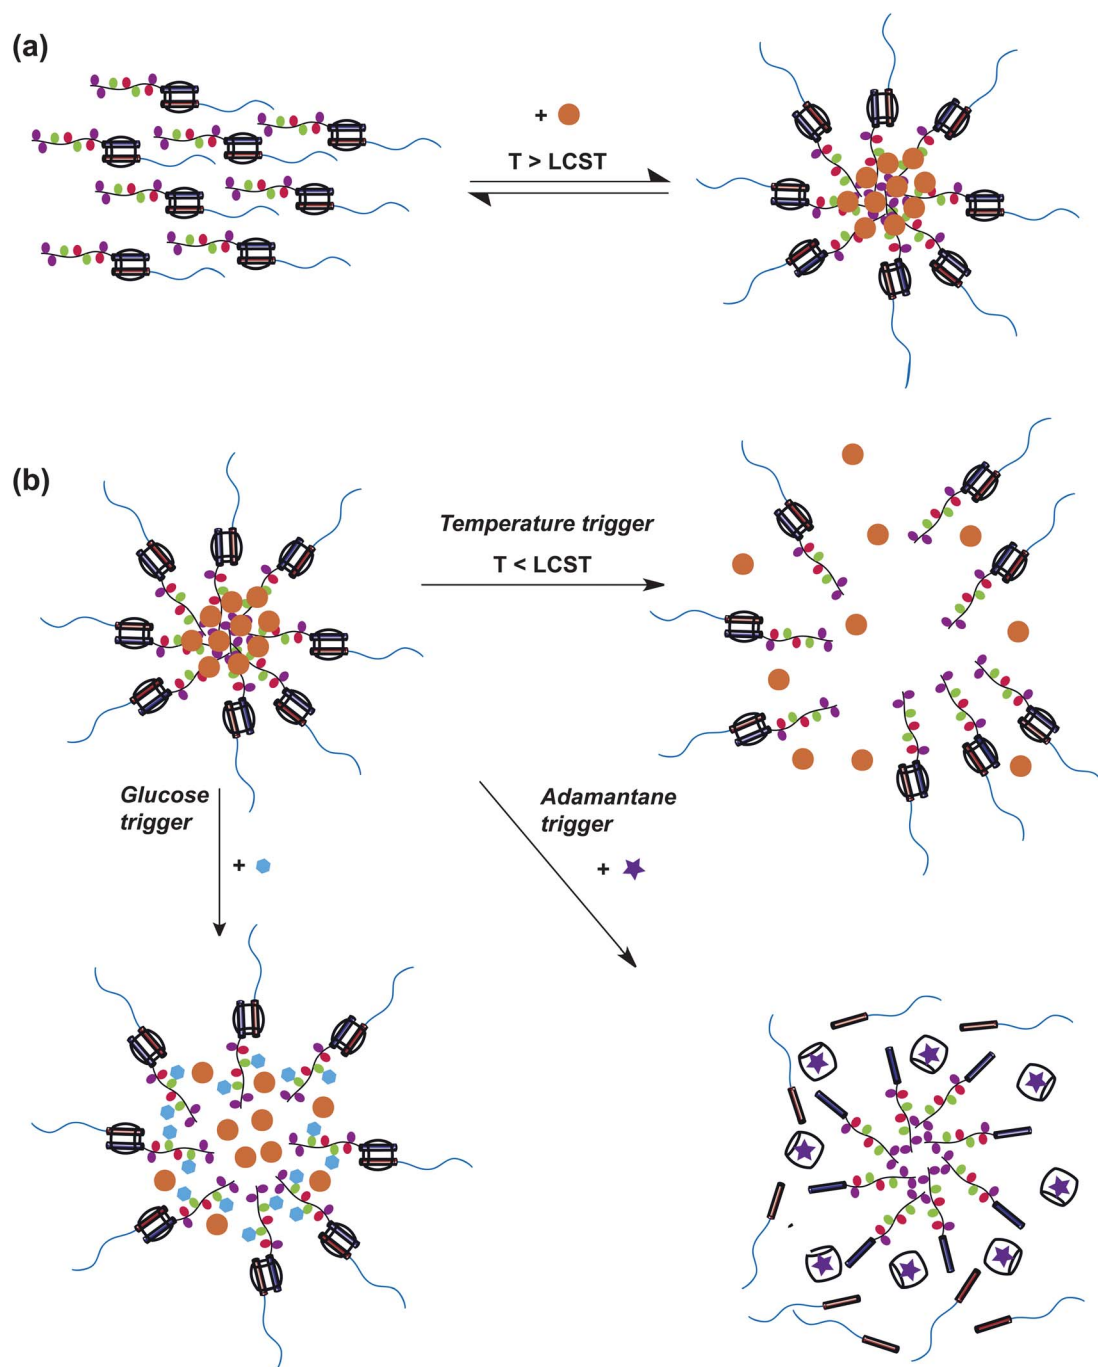 (a)
+
T > LCST
(b)
Temperature trigger
T < LCST
Glucose
trigger
+
Adamantane
trigger
+